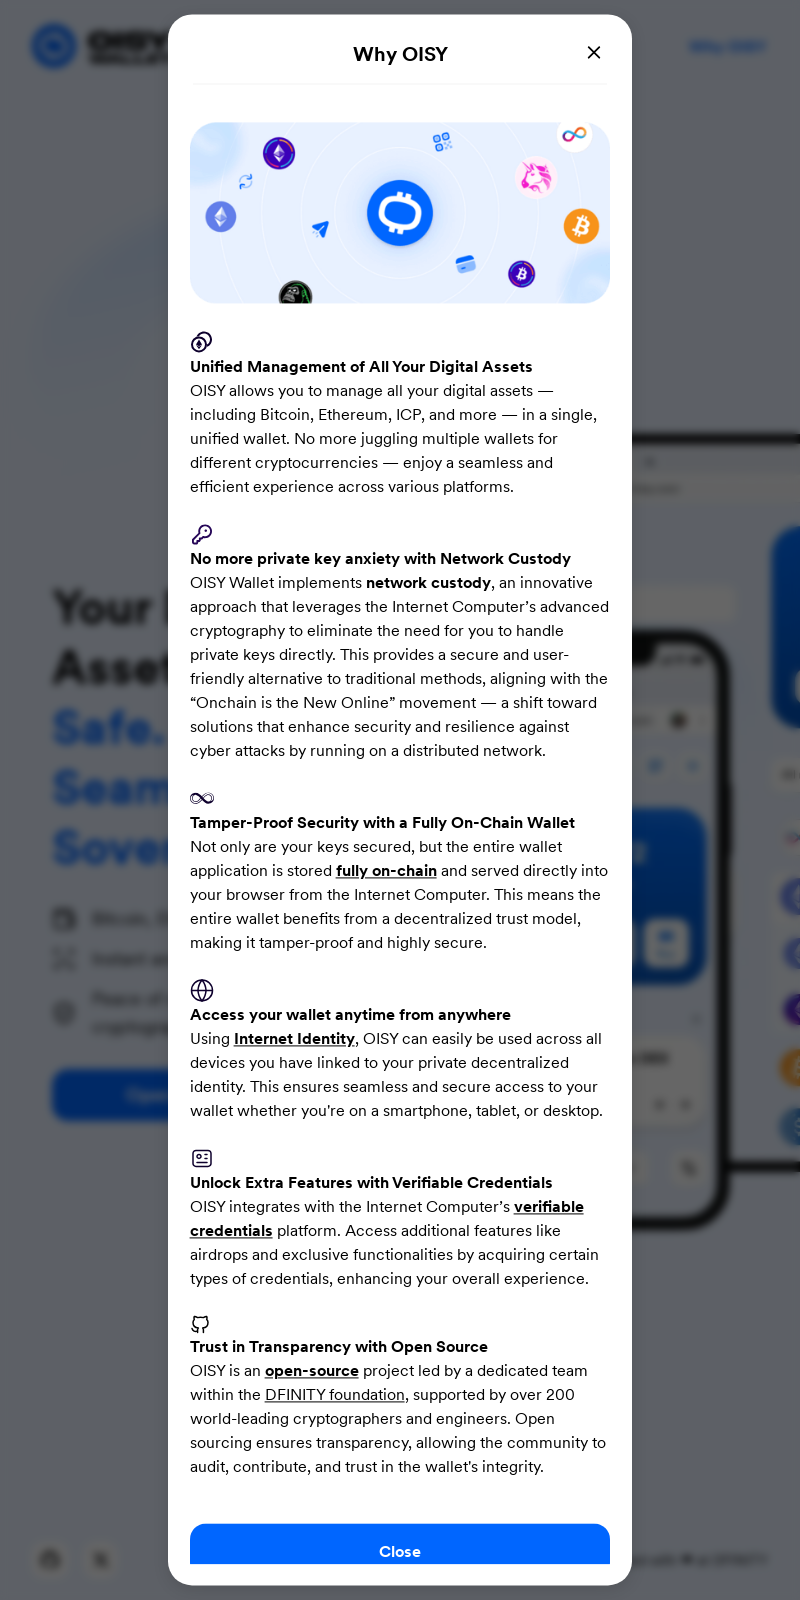 Why OISY
OISY
WALLET
Why OISY
Unified Management of All Your Digital Assets
OISY allows you to manage all your digital assets —
including Bitcoin, Ethereum, ICP, and more — in a single,
unified wallet. No more juggling multiple wallets for
different cryptocurrencies — enjoy a seamless and
efficient experience across various platforms.
No more private key anxiety with Network Custody
OISY Wallet implements network custody, an innovative
approach that leverages the Internet Computer’s advanced
cryptography to eliminate the need for you to handle
private keys directly. This provides a secure and user-
friendly alternative to traditional methods, aligning with the
“Onchain is the New Online” movement — a shift toward
solutions that enhance security and resilience against
cyber attacks by running on a distributed network.
Tamper-Proof Security with a Fully On-Chain Wallet
Not only are your keys secured, but the entire wallet
application is stored fully on-chain and served directly into
your browser from the Internet Computer. This means the
entire wallet benefits from a decentralized trust model,
making it tamper-proof and highly secure.
Access your wallet anytime from anywhere
Using Internet Identity, OISY can easily be used across all
devices you have linked to your private decentralized
identity. This ensures seamless and secure access to your
wallet whether you're on a smartphone, tablet, or desktop.
Unlock Extra Features with Verifiable Credentials
OISY integrates with the Internet Computer’s verifiable
credentials platform. Access additional features like
airdrops and exclusive functionalities by acquiring certain
types of credentials, enhancing your overall experience.
Trust in Transparency with Open Source
OISY is an open-source project led by a dedicated team
within the DFINITY foundation, supported by over 200
world-leading cryptographers and engineers. Open
sourcing ensures transparency, allowing the community to
audit, contribute, and trust in the wallet's integrity.
Close
Your
Safe.